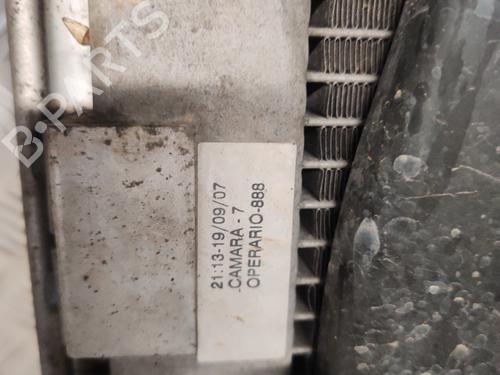 B-PARTS
21:13-19/09/07
CAMARA - 7
OPERARIO-888